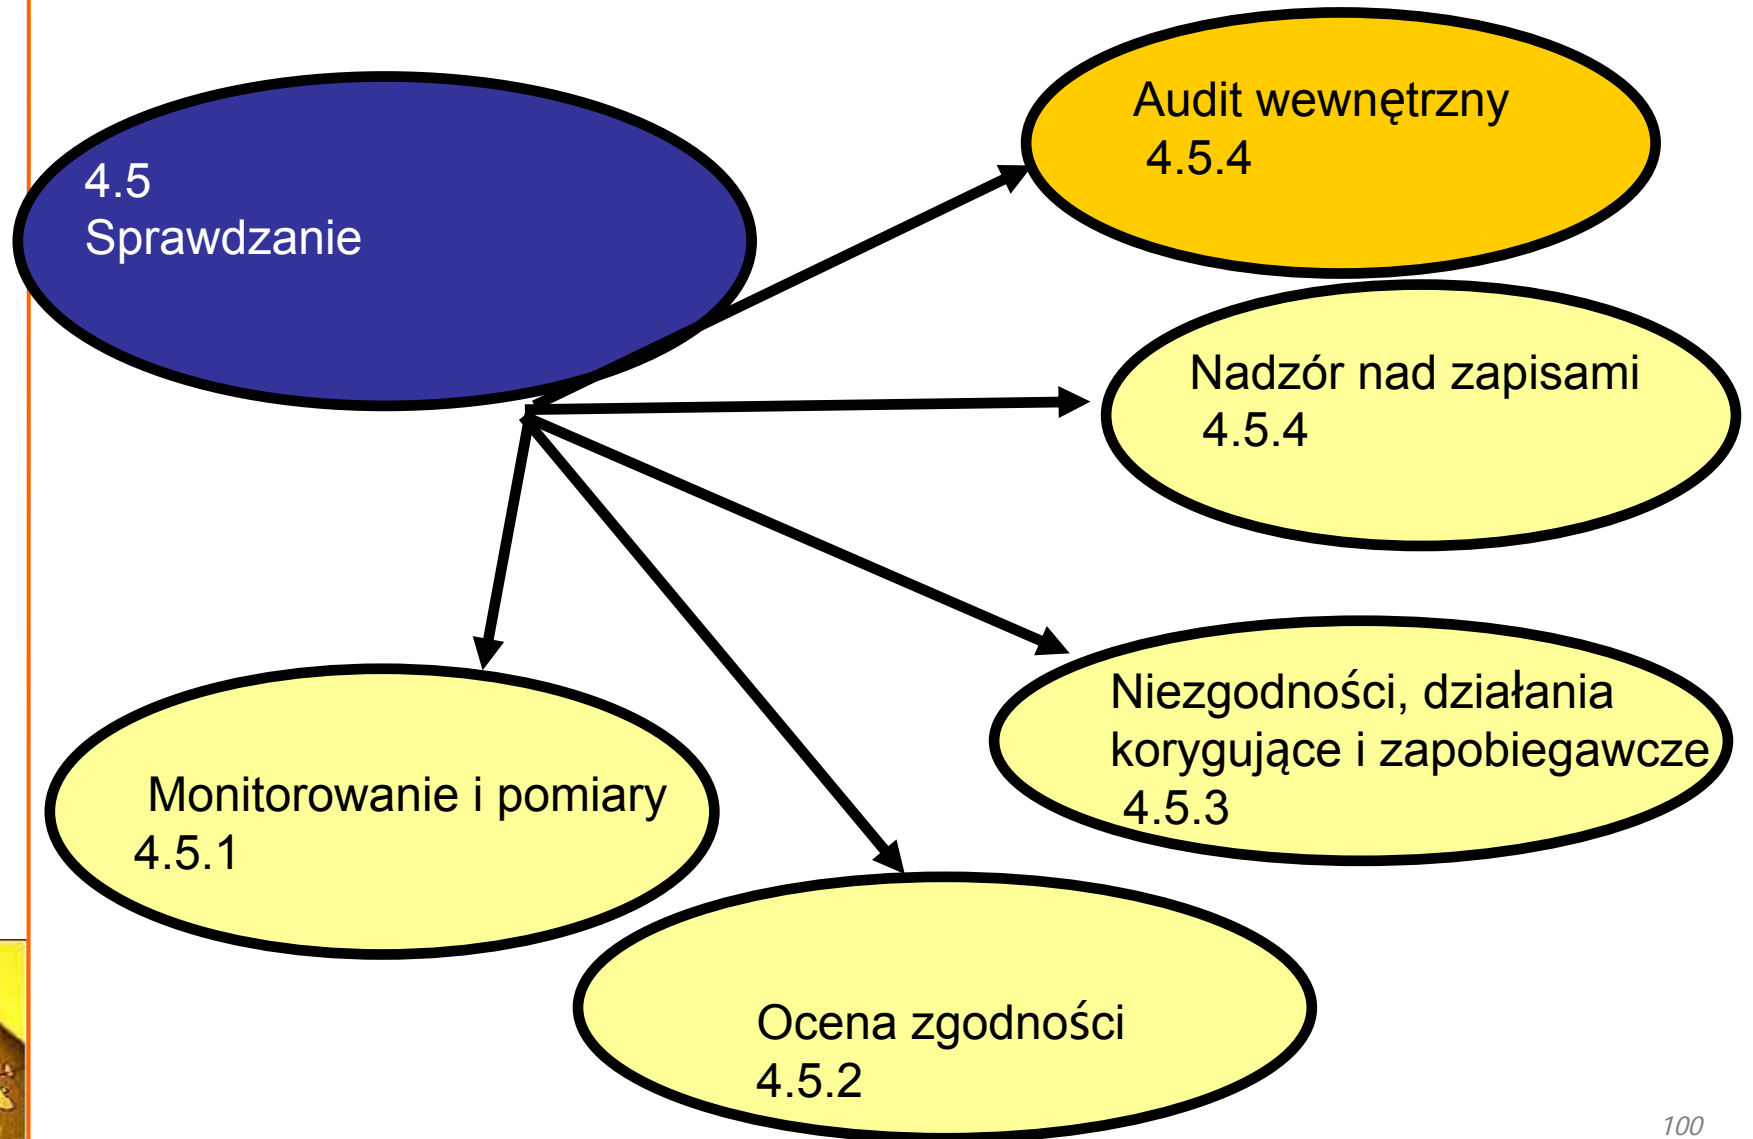 4.5
Sprawdzanie
Audit wewnętrzny
4.5.4
Nadzór nad zapisami
4.5.4
Niezgodności, działania
korygujące i zapobiegawcze
4.5.3
Monitorowanie i pomiary
4.5.1
Ocena zgodności
4.5.2
100